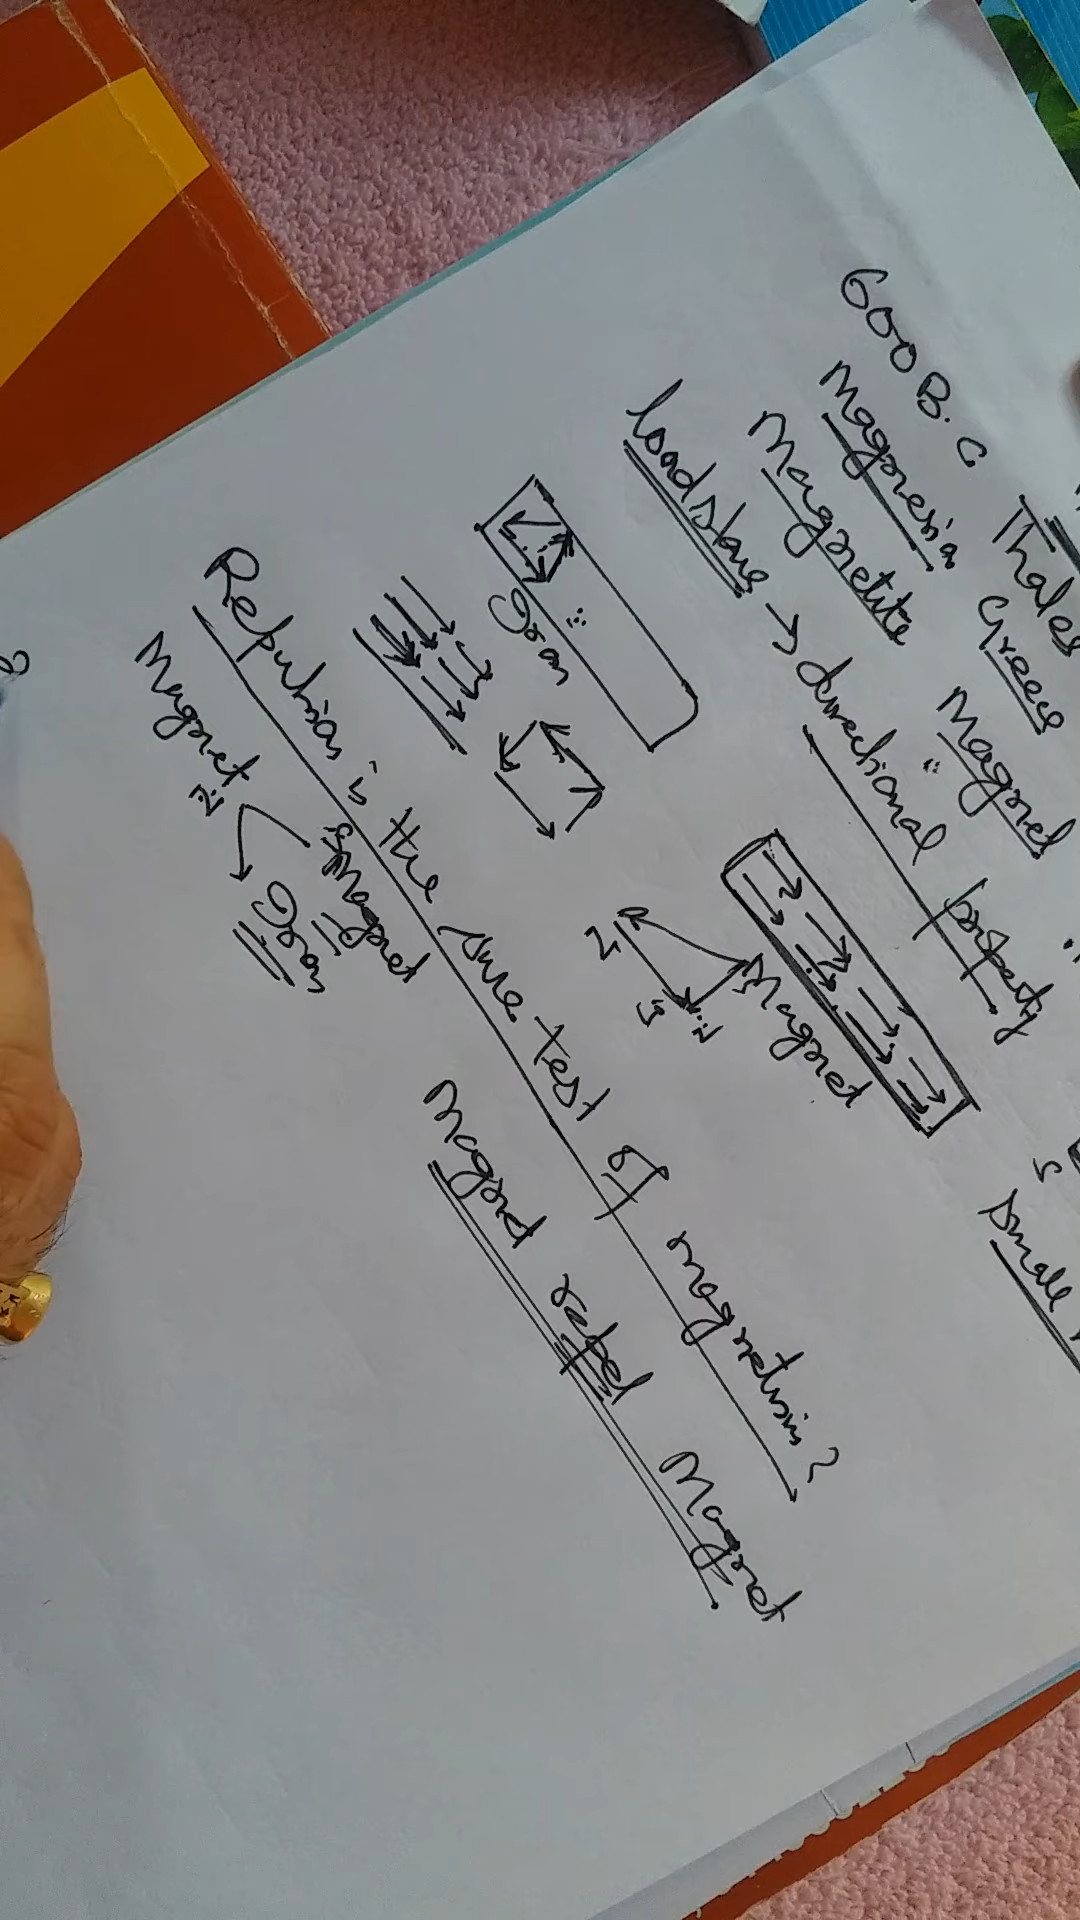 600 B.C Thales
Magnesia Greece
Magnetite Magnet
loadstone → directional property
small
Iron
Magnet
N S N
Repulsion is the sure test of magnetism?
Magnet Magnet
N Iron
Magnet repel Magnet